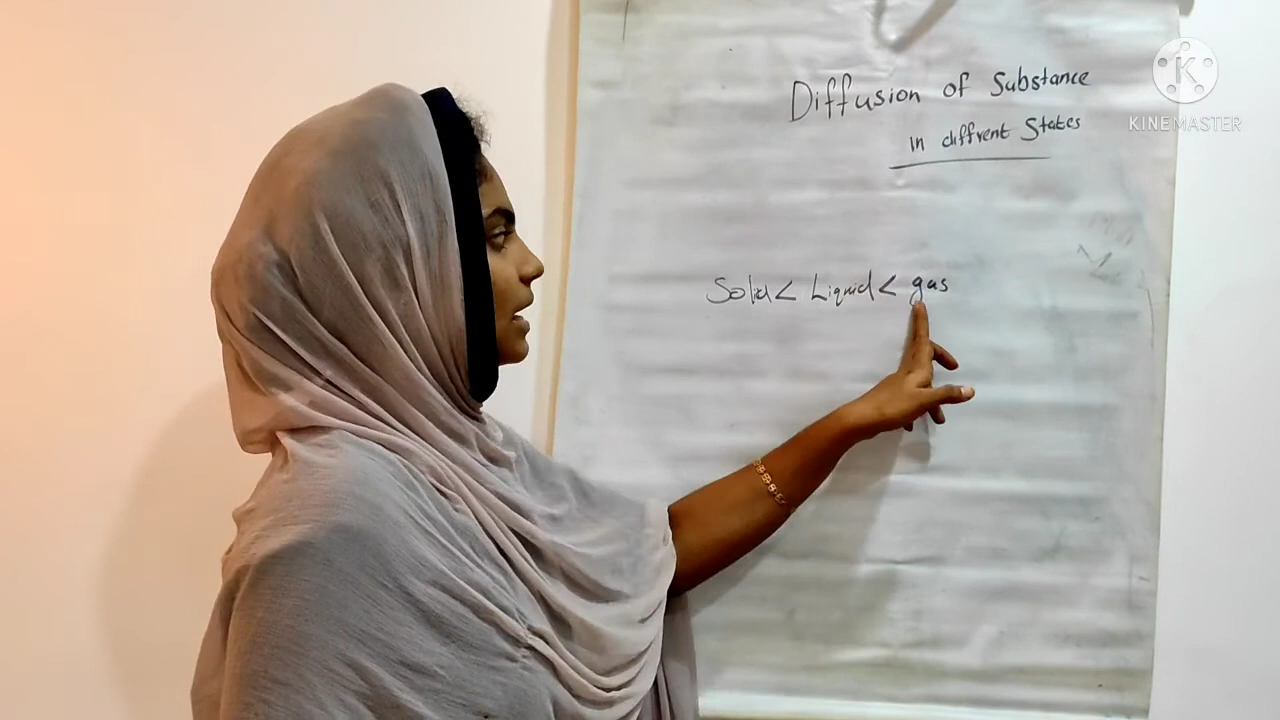 Diffusion of Substance
in diffrent States
KINEMASTER
Solid < Liquid < gas